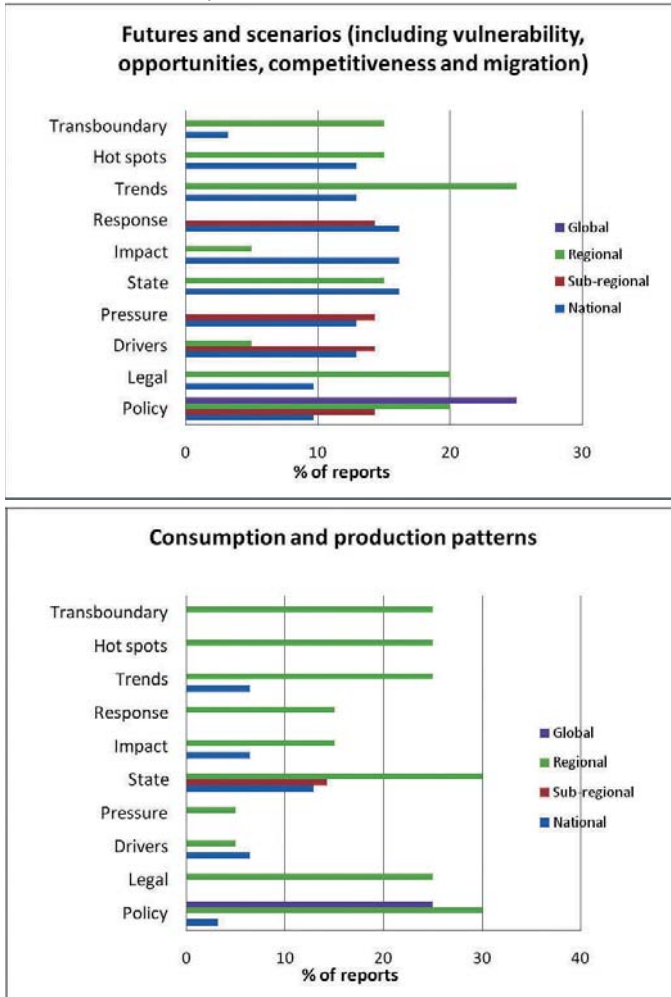 Futures and scenarios (including vulnerability,
opportunities, competitiveness and migration)
Transboundary
Hot spots
Trends
Response
Impact
State
Pressure
Drivers
Legal
Policy
Global
Regional
Sub-regional
National
0 10 20 30
% of reports
Consumption and production patterns
Transboundary
Hot spots
Trends
Response
Impact
State
Pressure
Drivers
Legal
Policy
Global
Regional
Sub-regional
National
0 10 20 30 40
% of reports